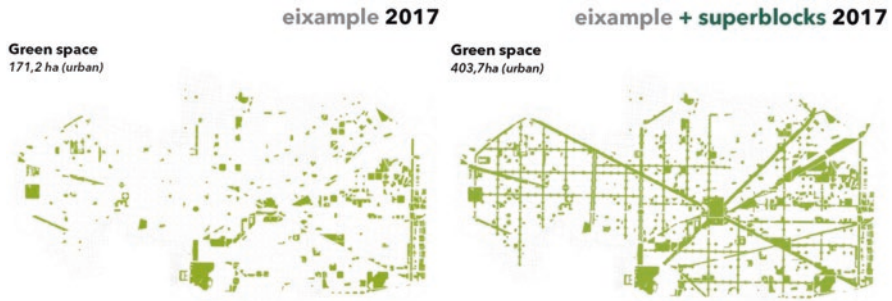 eixample 2017
Green space
171,2 ha (urban)
eixample + superblocks 2017
Green space
403,7ha (urban)